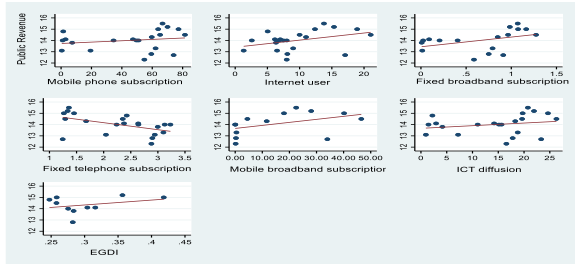 Public Revenue
12 13 14 15 16
0 20 40 60 80
Mobile phone subscription
12 13 14 15 16
0 5 10 15 20
Internet user
12 13 14 15 16
0 .5 1 1.5
Fixed broadband subscription
12 13 14 15 16
1 1.5 2 2.5 3 3.5
Fixed telephone subscription
12 13 14 15 16
0.00 10.00 20.00 30.00 40.00 50.00
Mobile broadband subscriptior
12 13 14 15 16
0 5 10 15 20 25
ICT diffusion
12 13 14 15 16
.25 .3 .35 .4 .45
EGDI